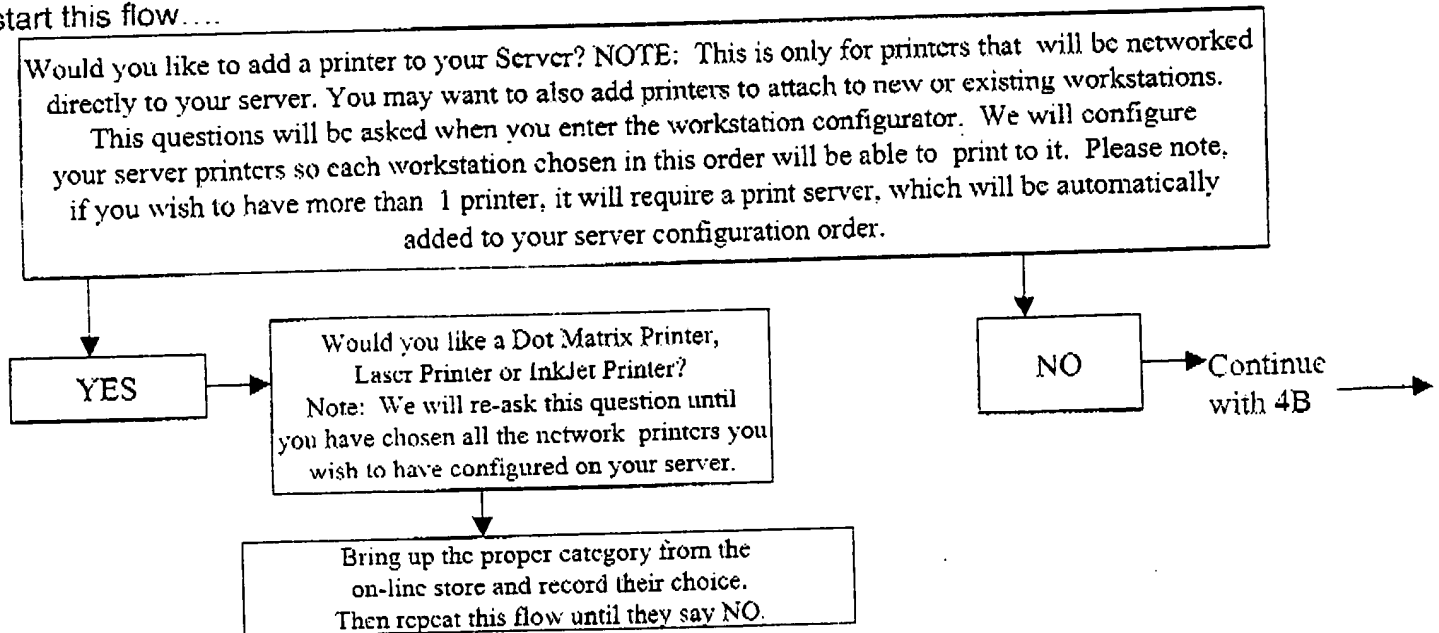 start this flow....
Would you like to add a printer to your Server? NOTE: This is only for printers that will be networked
directly to your server. You may want to also add printers to attach to new or existing workstations.
This questions will be asked when you enter the workstation configurator. We will configure
your server printers so each workstation chosen in this order will be able to print to it. Please note,
if you wish to have more than 1 printer, it will require a print server, which will be automatically
added to your server configuration order.
YES
Would you like a Dot Matrix Printer,
Laser Printer or InkJet Printer?
Note: We will re-ask this question until
you have chosen all the network printers you
wish to have configured on your server.
NO
Continue
with 4B
Bring up the proper category from the
on-line store and record their choice.
Then repeat this flow until they say NO.